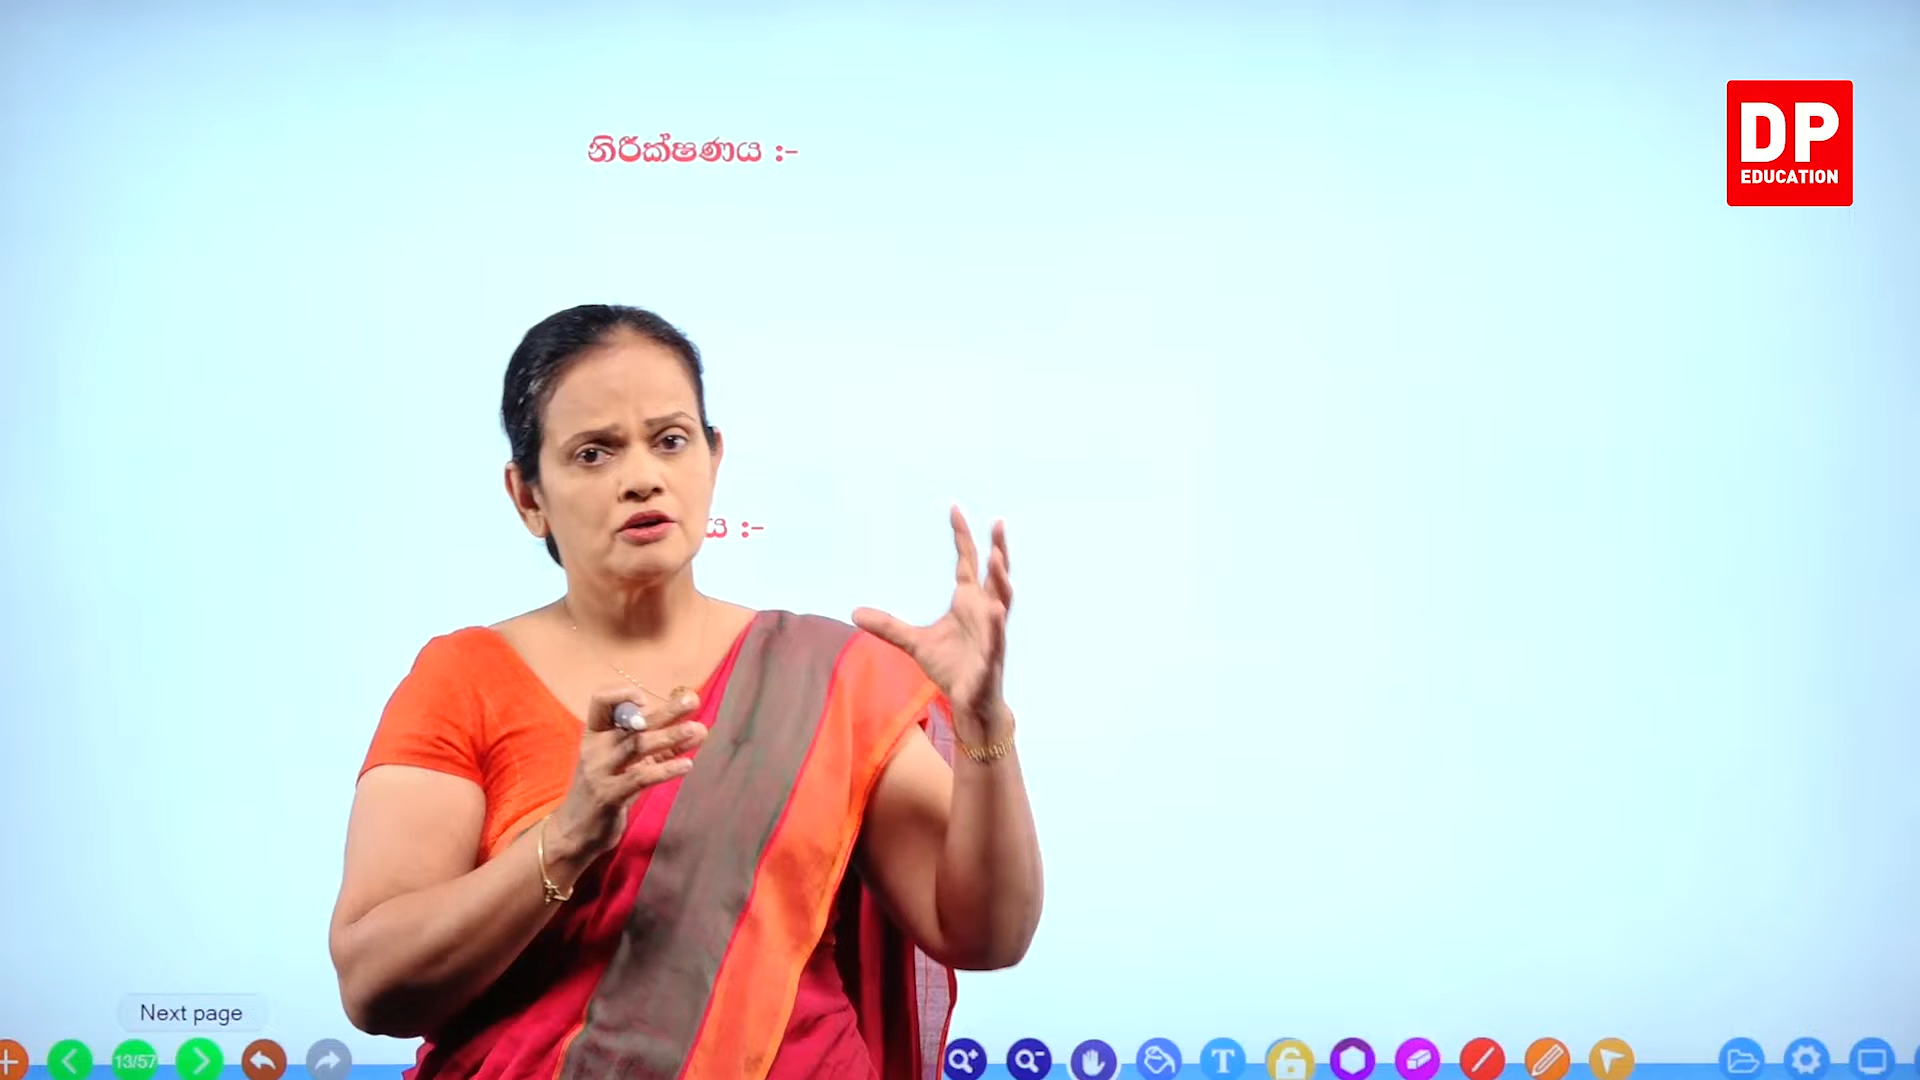 නිරීක්ෂණය :-
DP
EDUCATION
ය :-
Next page
13/57
T